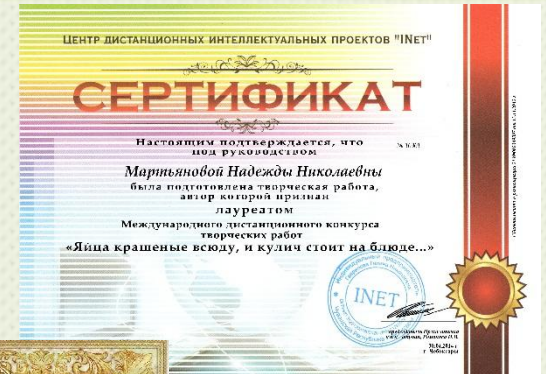 Центр дистанционных интеллектуальных проектов "INet"
СЕРТИФИКАТ
Настоящим подтверждается, что
под руководством
Мартьяновой Надежды Николаевны
была подготовлена творческая работа,
автор которой признан
лауреатом
Международного дистанционного конкурса
творческих работ
«Яйца крашеные всюду, и кулич стоит на блюде...»
INET
г. Чебоксары